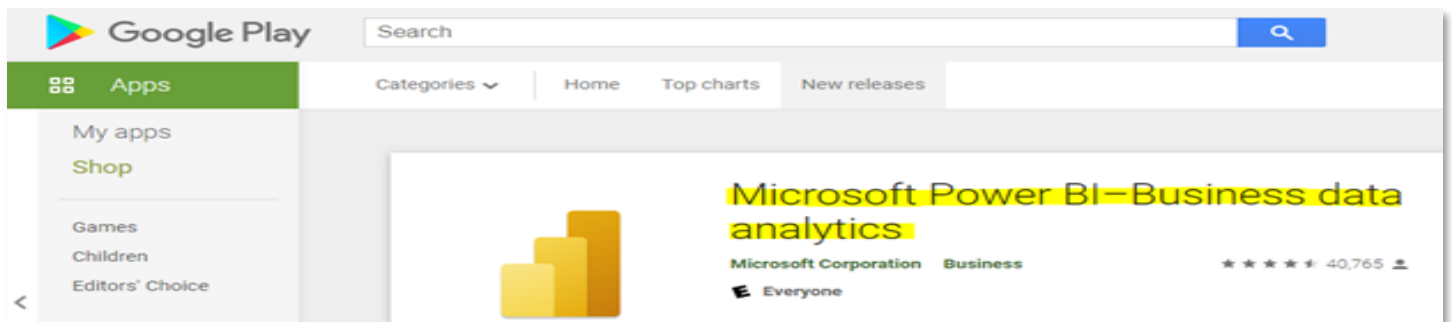 Google Play
Search
Apps
Categories
Home
Top charts
New releases
My apps
Shop
Games
Children
Editors' Choice
Microsoft Power BI–Business data
analytics
Microsoft Corporation Business
40,765
E Everyone